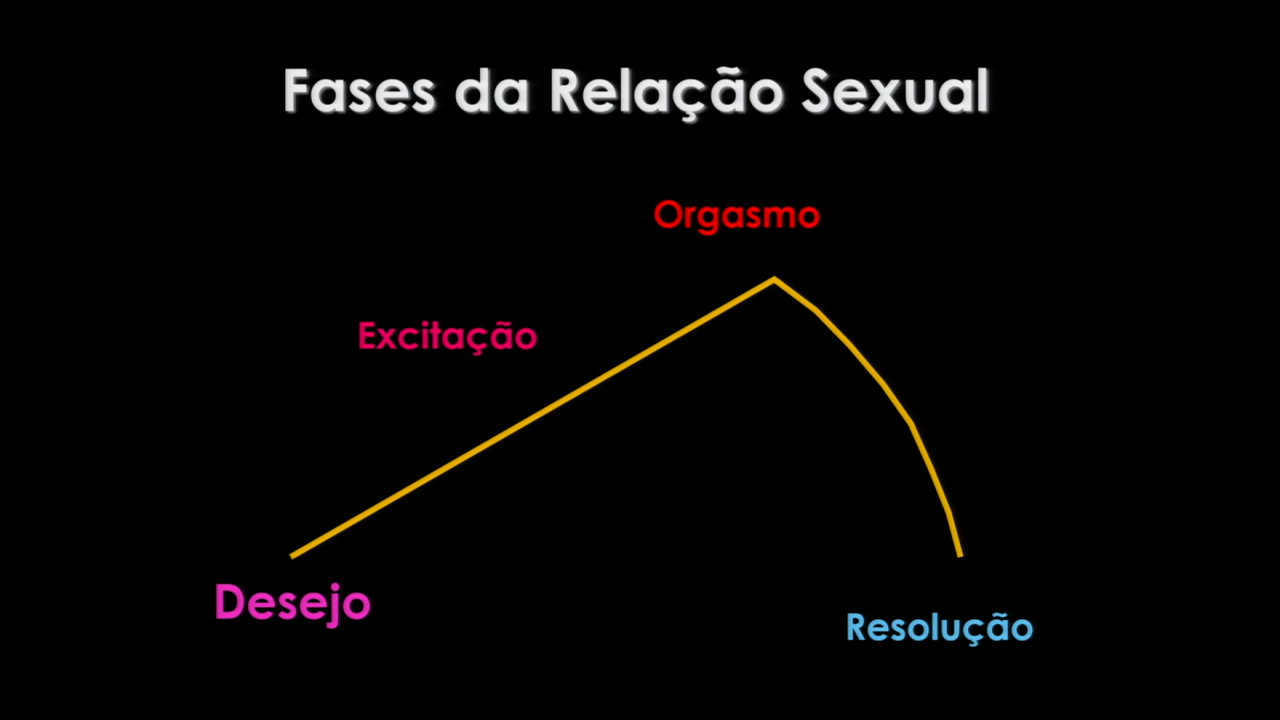 Fases da Relação Sexual
Orgasmo
Excitação
Desejo
Resolução